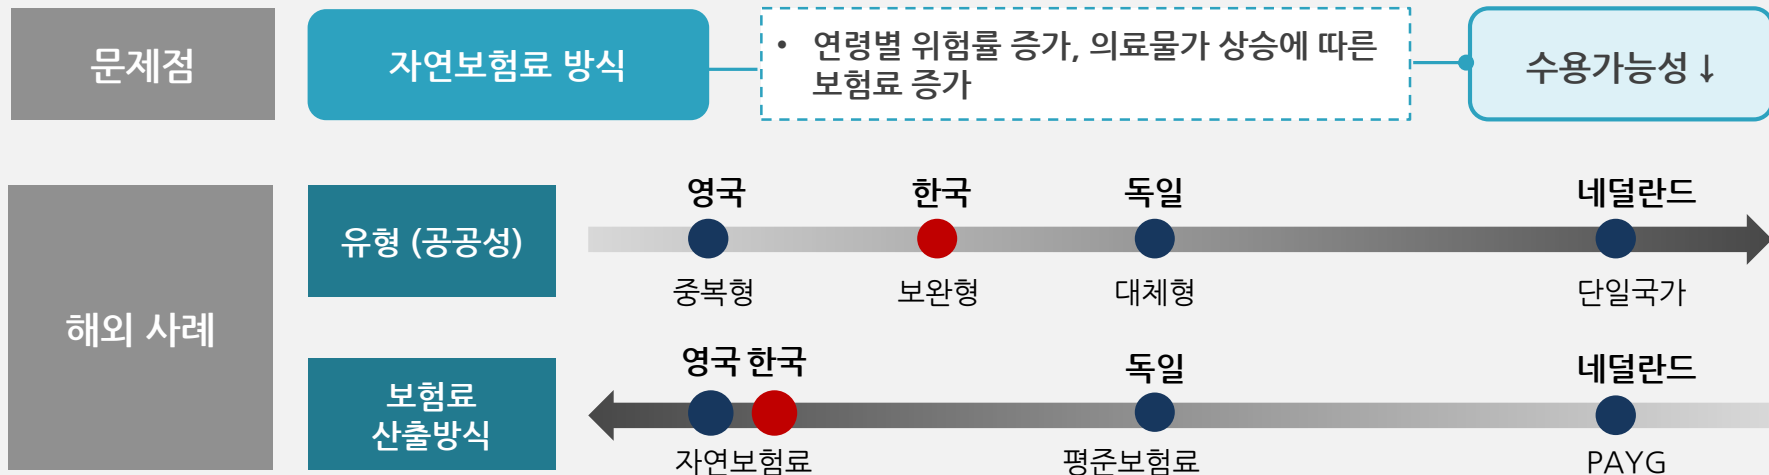 문제점
자연보험료 방식
• 연령별 위험률 증가, 의료물가 상승에 따른
보험료 증가
수용가능성 ↓
해외 사례
유형 (공공성)
영국 한국 독일 네덜란드
중복형 보완형 대체형 단일국가
보험료
산출방식
영국 한국 독일 네덜란드
자연보험료 평준보험료 PAYG